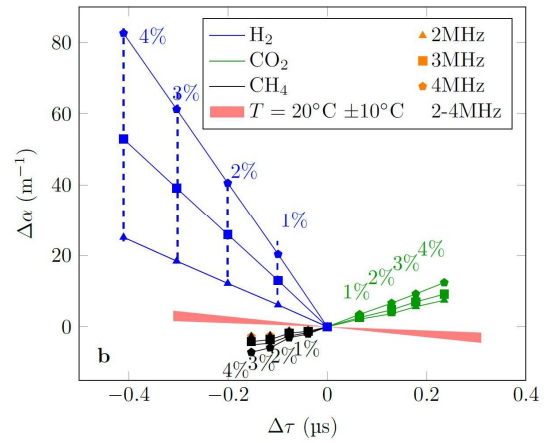 80
60
40
20
0
Δα (m⁻¹)
−0.4
−0.2
0
0.2
0.4
Δτ (µs)
H₂
CO₂
CH₄
T = 20°C ±10°C
2MHz
3MHz
4MHz
2-4MHz
4%
3%
2%
1%
1%
2%
3%
4%
4%
3%
2%
1%
b